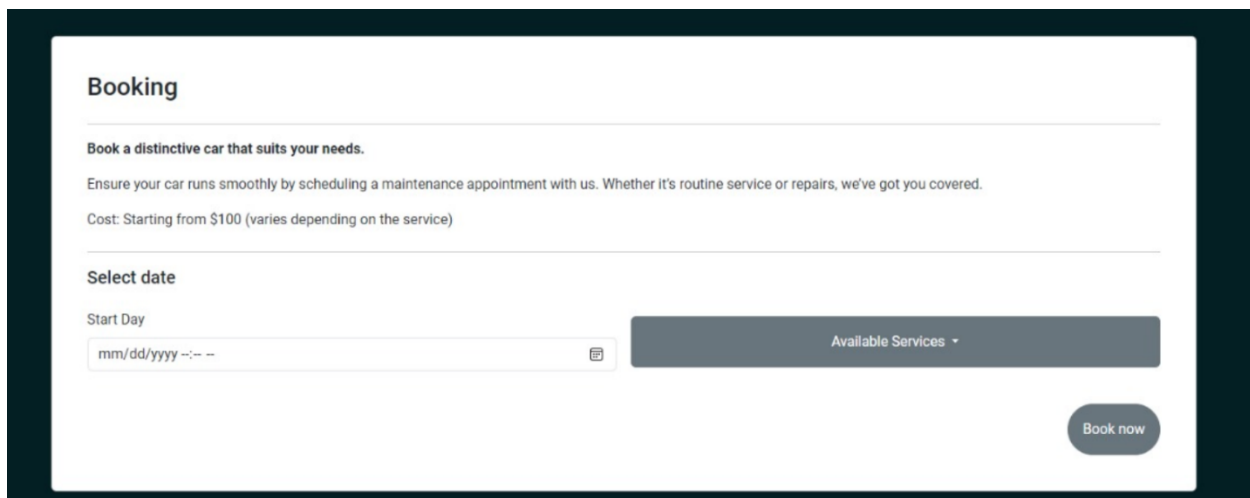 Booking
Book a distinctive car that suits your needs.
Ensure your car runs smoothly by scheduling a maintenance appointment with us. Whether it's routine service or repairs, we've got you covered.
Cost: Starting from $100 (varies depending on the service)
Select date
Start Day
mm/dd/yyyy --:-- --
Available Services
Book now